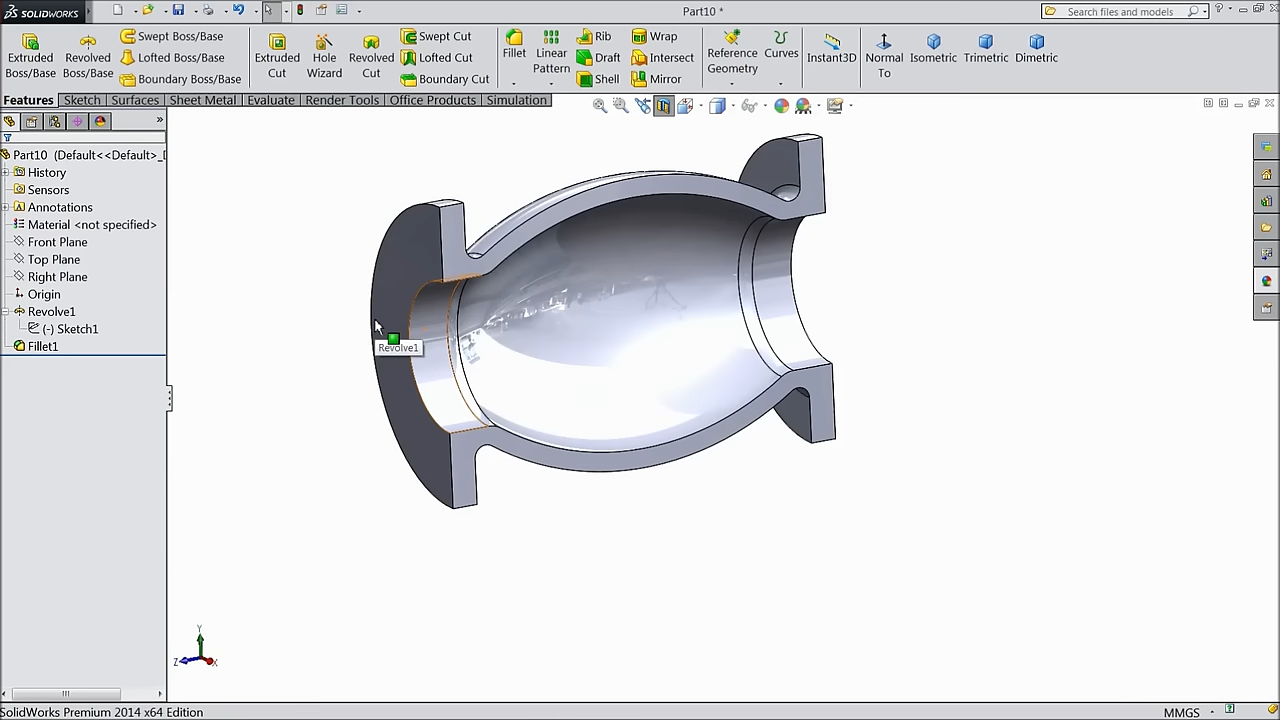 SOLIDWORKS
Part10 *
Search files and models
Extruded Boss/Base
Revolved Boss/Base
Swept Boss/Base
Lofted Boss/Base
Boundary Boss/Base
Extruded Cut
Hole Wizard
Revolved Cut
Swept Cut
Lofted Cut
Boundary Cut
Fillet
Linear Pattern
Rib
Draft
Shell
Wrap
Intersect
Mirror
Reference Geometry
Curves
Instant3D
Normal To
Isometric
Trimetric
Dimetric
Features
Sketch
Surfaces
Sheet Metal
Evaluate
Render Tools
Office Products
Simulation
Part10 (Default<<Default>_
History
Sensors
Annotations
Material <not specified>
Front Plane
Top Plane
Right Plane
Origin
Revolve1
(-) Sketch1
Fillet1
Revolve1
Y
Z
X
SolidWorks Premium 2014 x64 Edition
MMGS